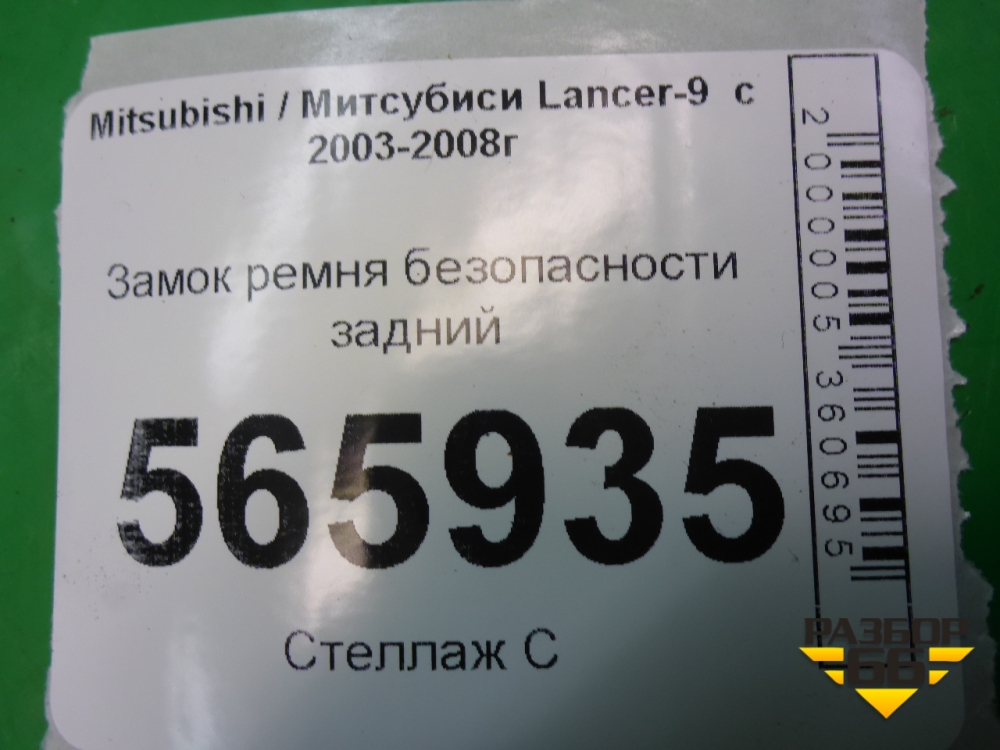 Mitsubishi / Митсубиси Lancer-9 с
2003-2008г
Замок ремня безопасности
задний
565935
Стеллаж С
2000005360695
РАЗБОР
66